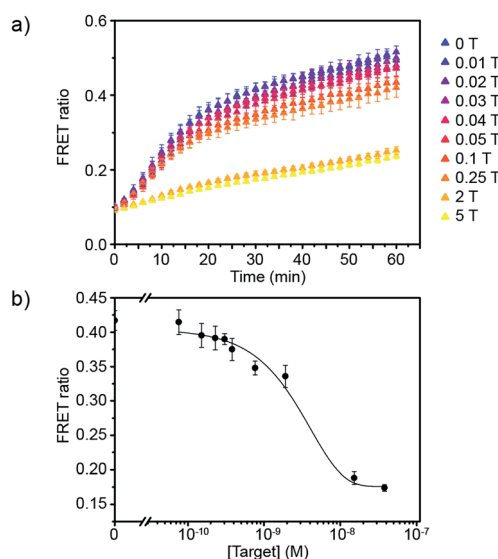 a)
0.6
0.4
0.2
0.0
FRET ratio
0 10 20 30 40 50 60
Time (min)
0 T
0.01 T
0.02 T
0.03 T
0.04 T
0.05 T
0.1 T
0.25 T
2 T
5 T
b)
0.45
0.40
0.35
0.30
0.25
0.20
0.15
FRET ratio
0 10⁻¹⁰ 10⁻⁹ 10⁻⁸ 10⁻⁷
[Target] (M)